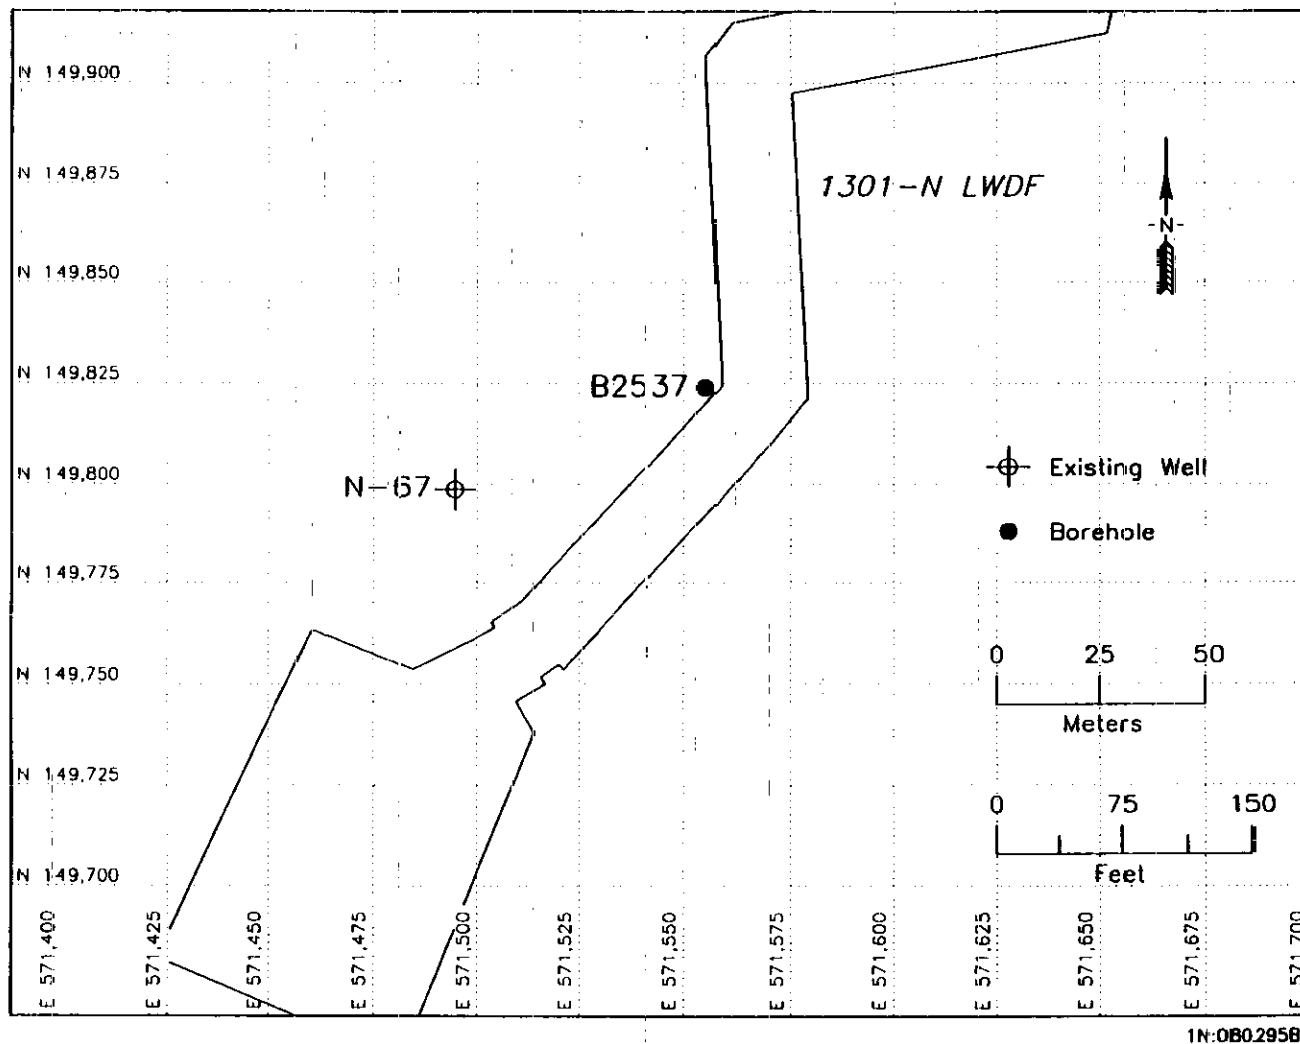 N 149,900
N 149,875
1301-N LWDF
-N-
N 149,850
N 149,825
B2537
N 149,800
N-67
Existing Well
Borehole
N 149,775
N 149,750
0 25 50
Meters
N 149,725
0 75 150
Feet
N 149,700
E 571,400
E 571,425
E 571,450
E 571,475
E 571,500
E 571,525
E 571,550
E 571,575
E 571,600
E 571,625
E 571,650
E 571,675
E 571,700